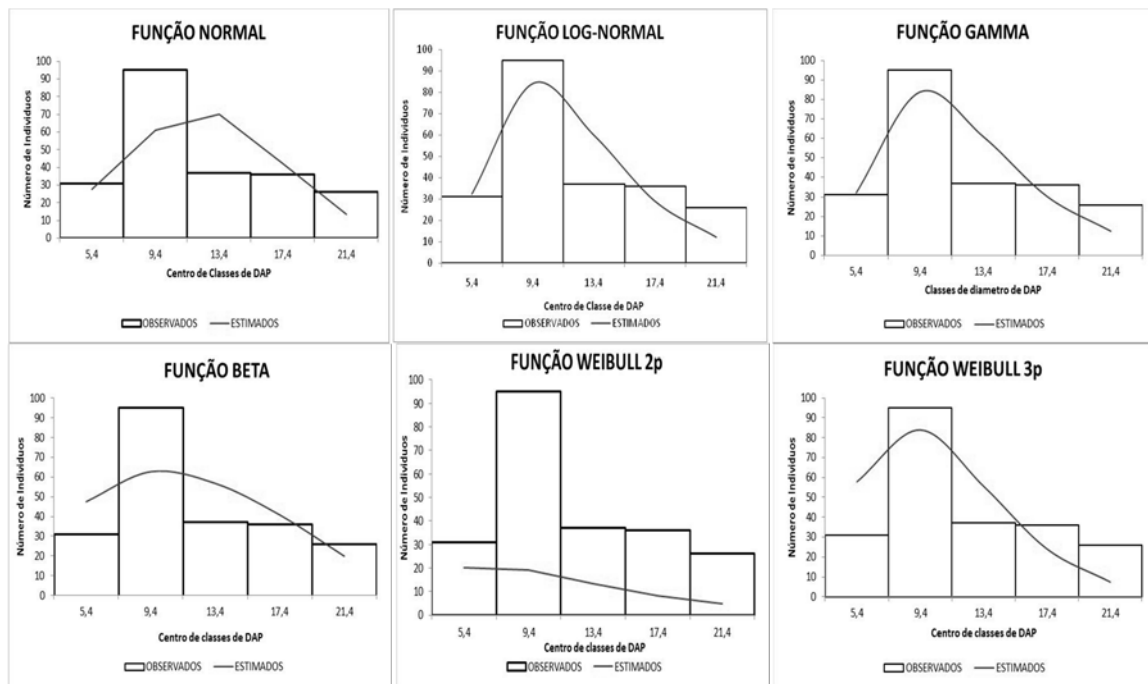 FUNÇÃO NORMAL
Número de Indivíduos
100
90
80
70
60
50
40
30
20
10
0
5,4 9,4 13,4 17,4 21,4
Centro de Classes de DAP
OBSERVADOS ESTIMADOS
FUNÇÃO LOG-NORMAL
Número de Indivíduos
100
90
80
70
60
50
40
30
20
10
0
5,4 9,4 13,4 17,4 21,4
Centro de Classe de DAP
OBSERVADOS ESTIMADOS
FUNÇÃO GAMMA
Número de indivíduos
100
90
80
70
60
50
40
30
20
10
0
5,4 9,4 13,4 17,4 21,4
Classes de diametro de DAP
OBSERVADOS ESTIMADOS
FUNÇÃO BETA
Número de Indivíduos
100
90
80
70
60
50
40
30
20
10
0
5,4 9,4 13,4 17,4 21,4
Centro de classes de DAP
OBSERVADOS ESTIMADOS
FUNÇÃO WEIBULL 2p
Número de Indivíduos
100
90
80
70
60
50
40
30
20
10
0
5,4 9,4 13,4 17,4 21,4
Centro de classes de DAP
OBSERVADOS ESTIMADOS
FUNÇÃO WEIBULL 3p
Número de Indivíduos
100
90
80
70
60
50
40
30
20
10
0
5,4 9,4 13,4 17,4 21,4
Centro de classes de DAP
OBSERVADOS ESTIMADOS